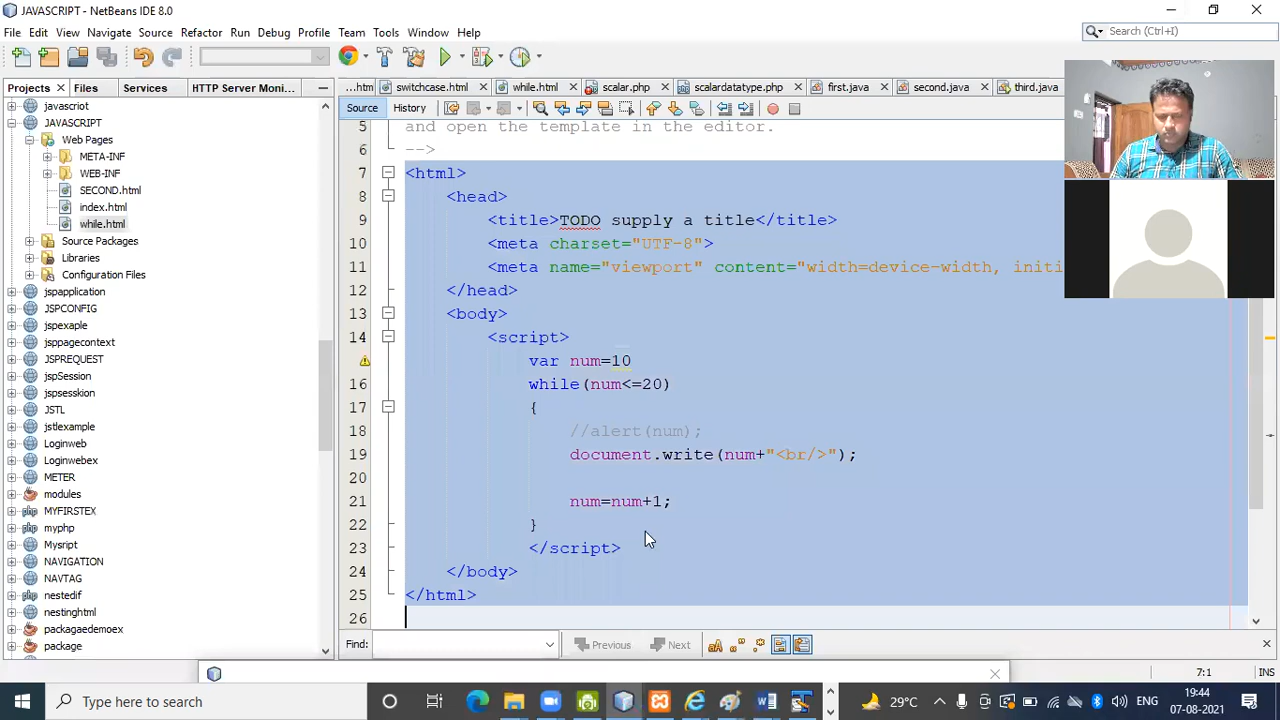 JAVASCRIPT - NetBeans IDE 8.0
File Edit View Navigate Source Refactor Run Debug Profile Team Tools Window Help
Search (Ctrl+I)
Projects Files Services HTTP Server Moni...
...htm switchcase.html while.html scalar.php scalardatatype.php first.java second.java third.java
Source History
javascriot
JAVASCRIPT
Web Pages
META-INF
WEB-INF
SECOND.html
index.html
while.html
Source Packages
Libraries
Configuration Files
jspapplication
JSPCONFIG
jspexaple
jsppagecontext
JSPREQUEST
jspSession
jspsesskion
JSTL
jstlexample
Loginweb
Loginwebex
METER
modules
MYFIRSTEX
myphp
Mysript
NAVIGATION
NAVTAG
nestedif
nestinghtml
packagaedemoex
package
5 and open the template in the editor.
6 -->
7 <html>
8 <head>
9 <title>TODO supply a title</title>
10 <meta charset="UTF-8">
11 <meta name="viewport" content="width=device-width, initi
12 </head>
13 <body>
14 <script>
var num=10
16 while(num<=20)
17 {
18 //alert(num);
19 document.write(num+"<br/>");
20
21 num=num+1;
22 }
23 </script>
24 </body>
25 </html>
26
Find: Previous Next
7:1 INS
Type here to search
29°C ENG 19:44
07-08-2021